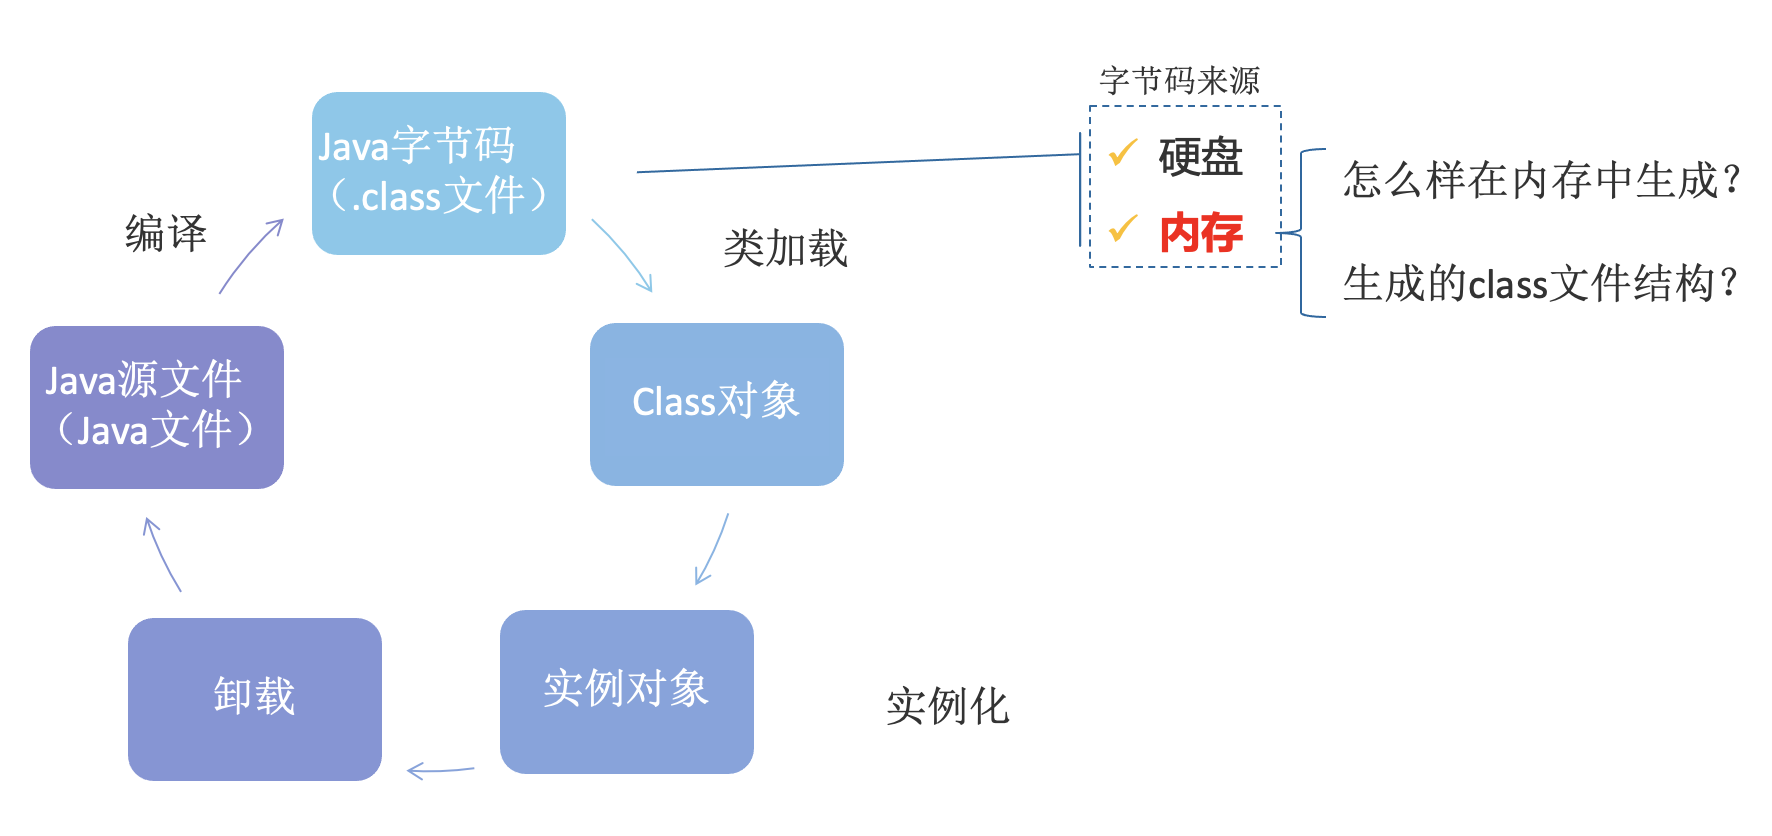 字节码来源
Java字节码
（.class文件）
硬盘
内存
怎么样在内存中生成？
生成的class文件结构？
编译
类加载
Java源文件
（Java文件）
Class对象
卸载
实例对象
实例化